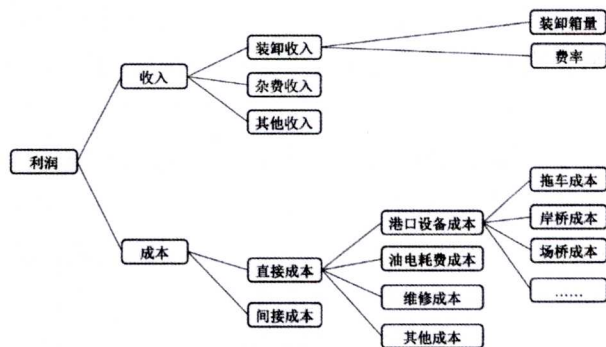 利润
收入
装卸收入
装卸箱量
费率
杂费收入
其他收入
成本
直接成本
港口设备成本
拖车成本
岸桥成本
场桥成本
......
油电耗费成本
维修成本
其他成本
间接成本